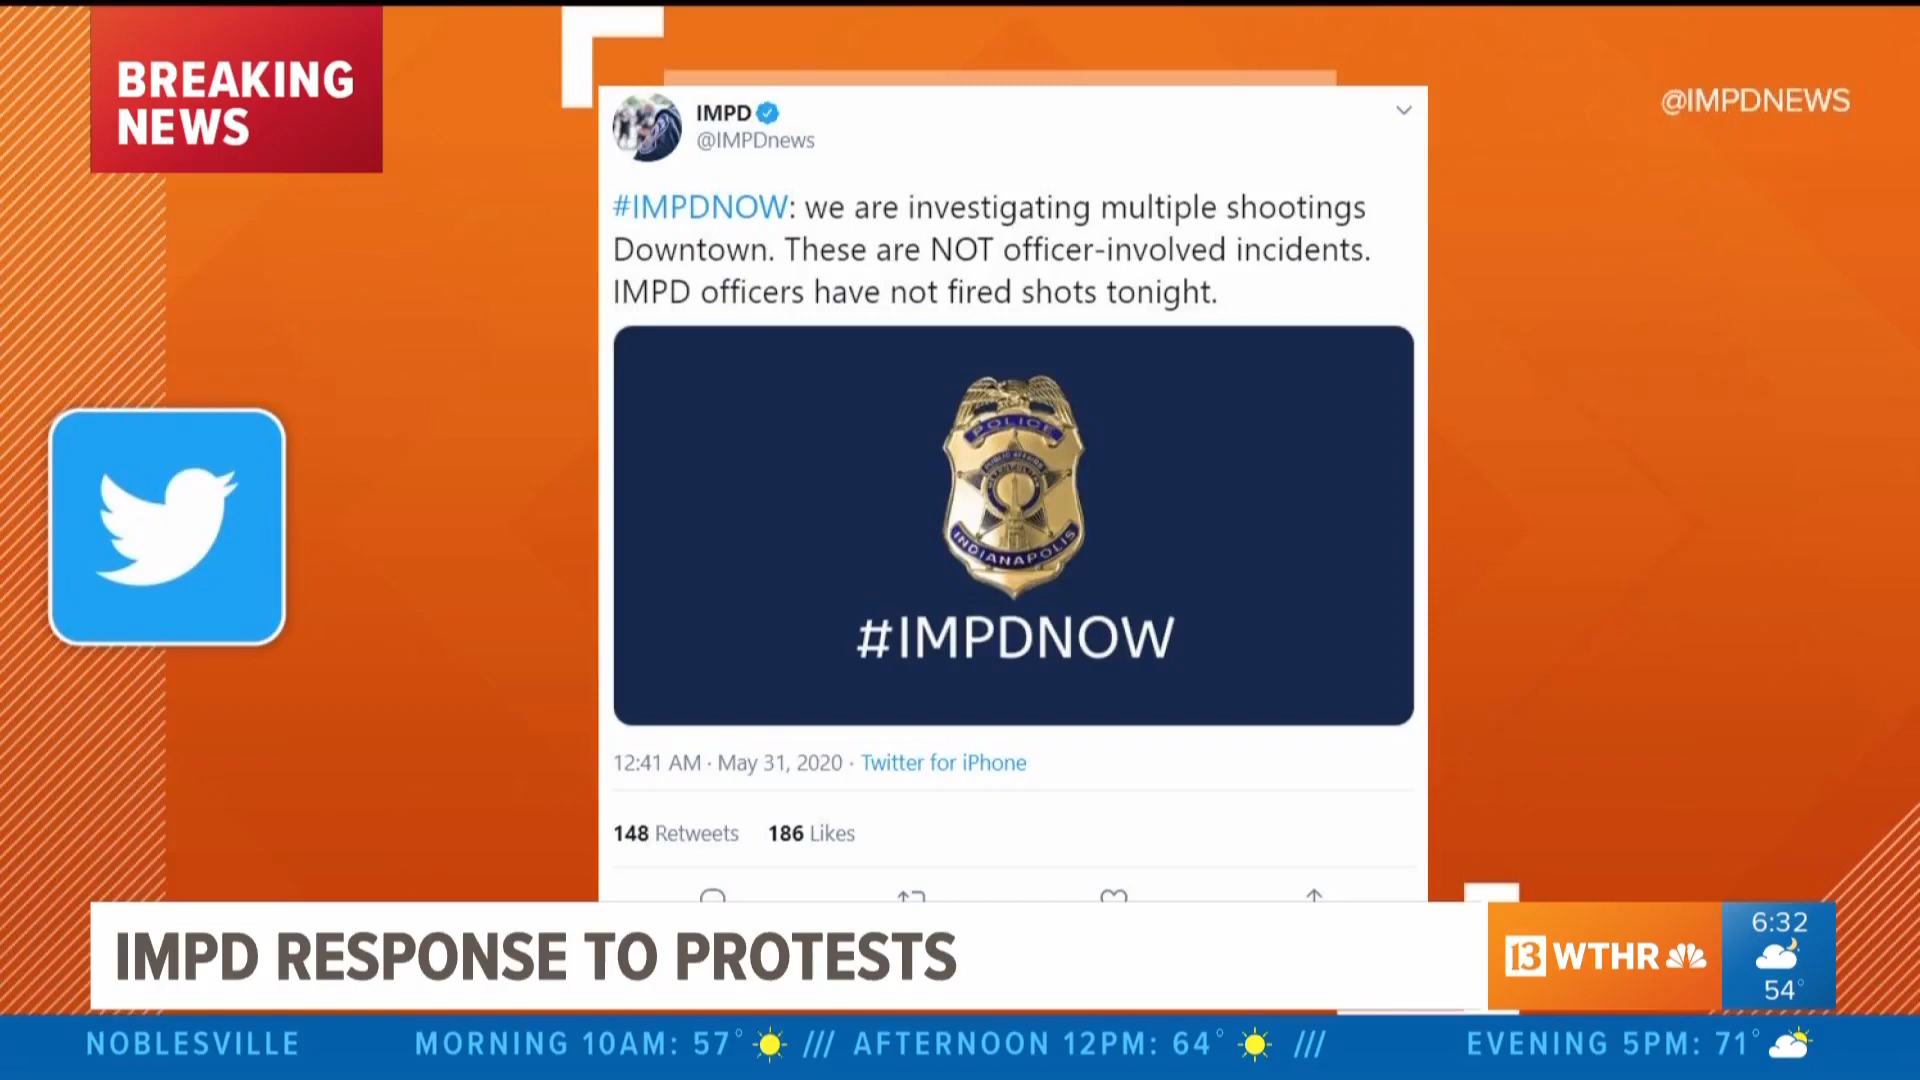 BREAKING
NEWS
@IMPDNEWS
IMPD
@IMPDnews
#IMPDNOW: we are investigating multiple shootings
Downtown. These are NOT officer-involved incidents.
IMPD officers have not fired shots tonight.
POLICE
PUBLIC AFFAIRS
METROPOLITAN
INDIANAPOLIS
#IMPDNOW
12:41 AM · May 31, 2020 · Twitter for iPhone
148 Retweets 186 Likes
IMPD RESPONSE TO PROTESTS
13 WTHR
6:32
54°
NOBLESVILLE MORNING 10AM: 57° /// AFTERNOON 12PM: 64° /// EVENING 5PM: 71°